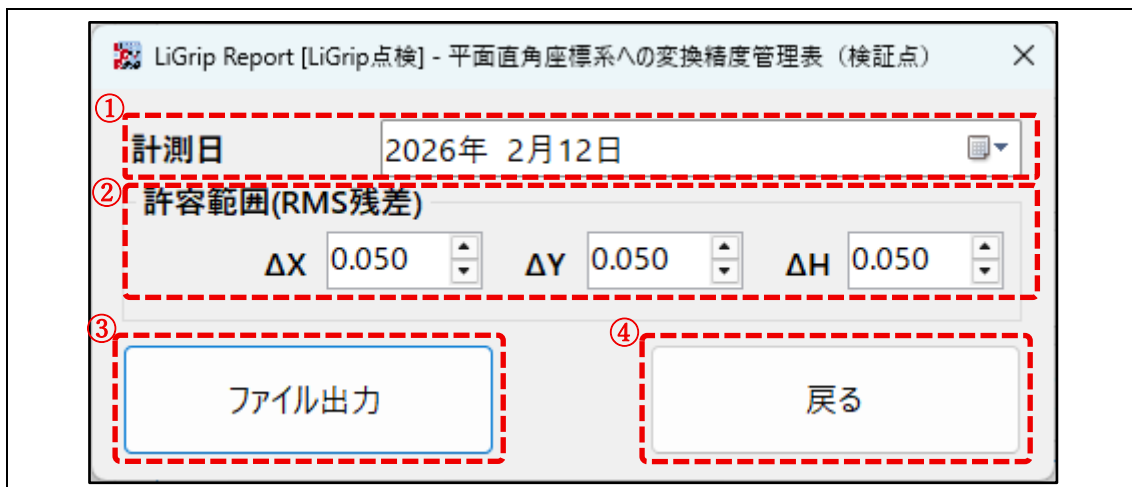 LiGrip Report [LiGrip点検] - 平面直角座標系への変換精度管理表（検証点）
①
計測日 2026年 2月12日
②
許容範囲(RMS残差)
ΔX 0.050 ΔY 0.050 ΔH 0.050
③ ④
ファイル出力 戻る